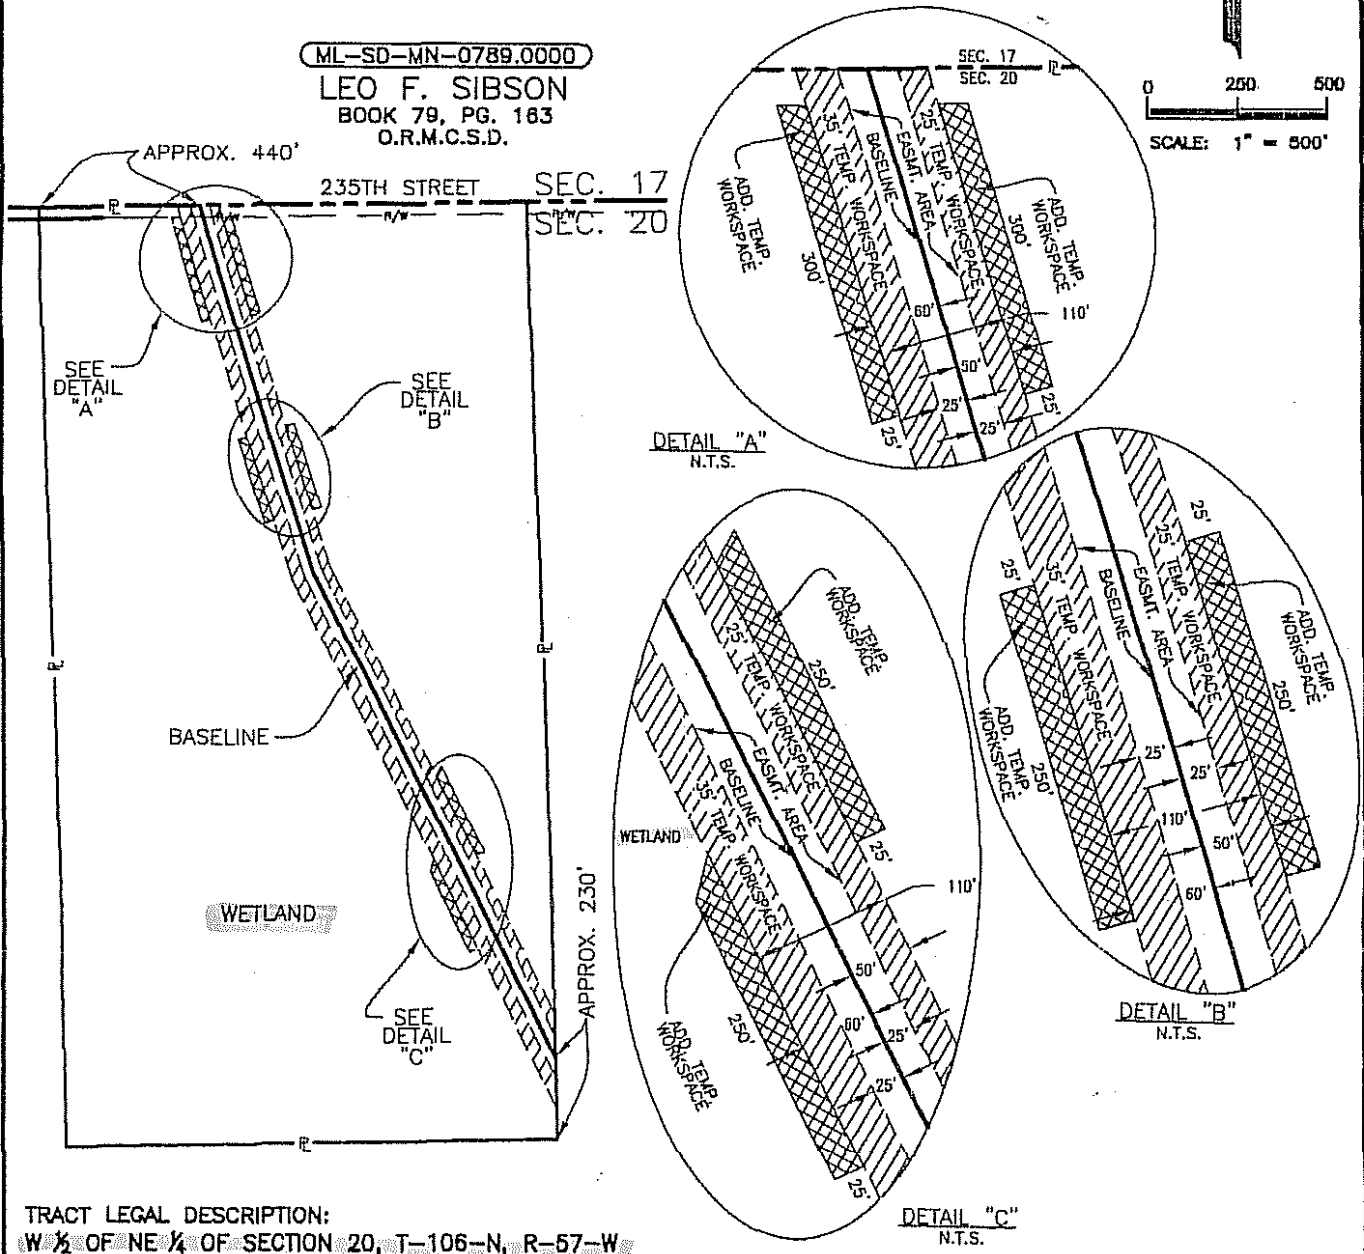 ML-SD-MN-0789.0000
LEO F. SIBSON
BOOK 79, PG. 163
O.R.M.C.S.D.
0 250 500
SCALE: 1" = 500'
APPROX. 440'
235TH STREET
SEC. 17
SEC. 20
PL
R/W
R/W
SEE
DETAIL
"A"
SEE
DETAIL
"B"
PL
PL
BASELINE
WETLAND
SEE
DETAIL
"C"
APPROX. 230'
PL
SEC. 17
SEC. 20
PL
ADD. TEMP.
WORKSPACE
300'
35' TEMP. WORKSPACE
BASELINE
EASMT. AREA
25' TEMP. WORKSPACE
ADD. TEMP.
WORKSPACE
300'
60'
110'
50'
25'
25'
25'
25'
DETAIL "A"
N.T.S.
25'
35' TEMP. WORKSPACE
BASELINE
EASMT. AREA
25' TEMP. WORKSPACE
25'
ADD. TEMP.
WORKSPACE
250'
ADD. TEMP.
WORKSPACE
250'
25'
25'
110'
50'
60'
DETAIL "B"
N.T.S.
ADD. TEMP.
WORKSPACE
250'
25' TEMP. WORKSPACE
EASMT. AREA
BASELINE
35' TEMP. WORKSPACE
WETLAND
25'
110'
50'
60'
25'
25'
ADD. TEMP.
WORKSPACE
250'
25'
DETAIL "C"
N.T.S.
TRACT LEGAL DESCRIPTION:
W ½ OF NE ¼ OF SECTION 20, T-106-N, R-57-W